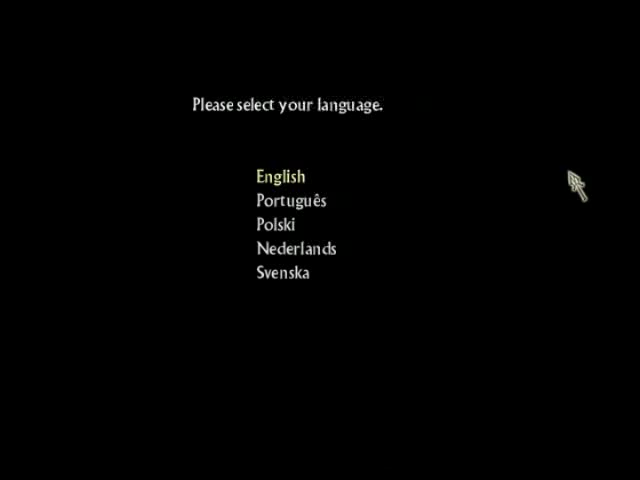 Please select your language.
English
Português
Polski
Nederlands
Svenska